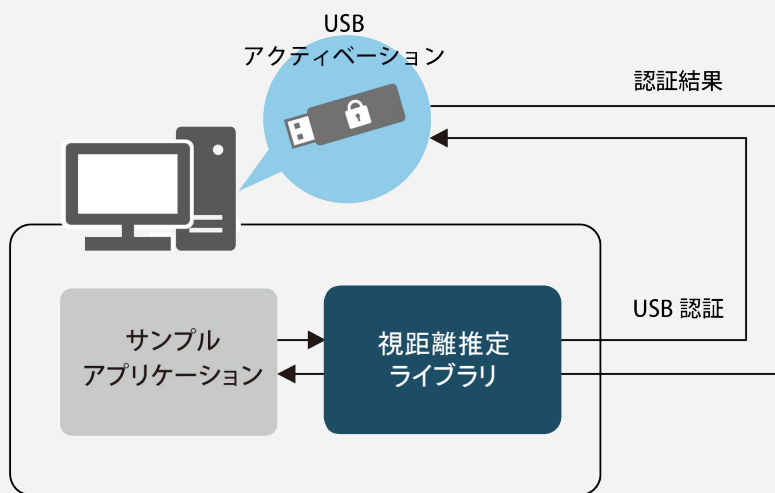 USB
アクティベーション
認証結果
USB 認証
サンプル
アプリケーション
視距離推定
ライブラリ